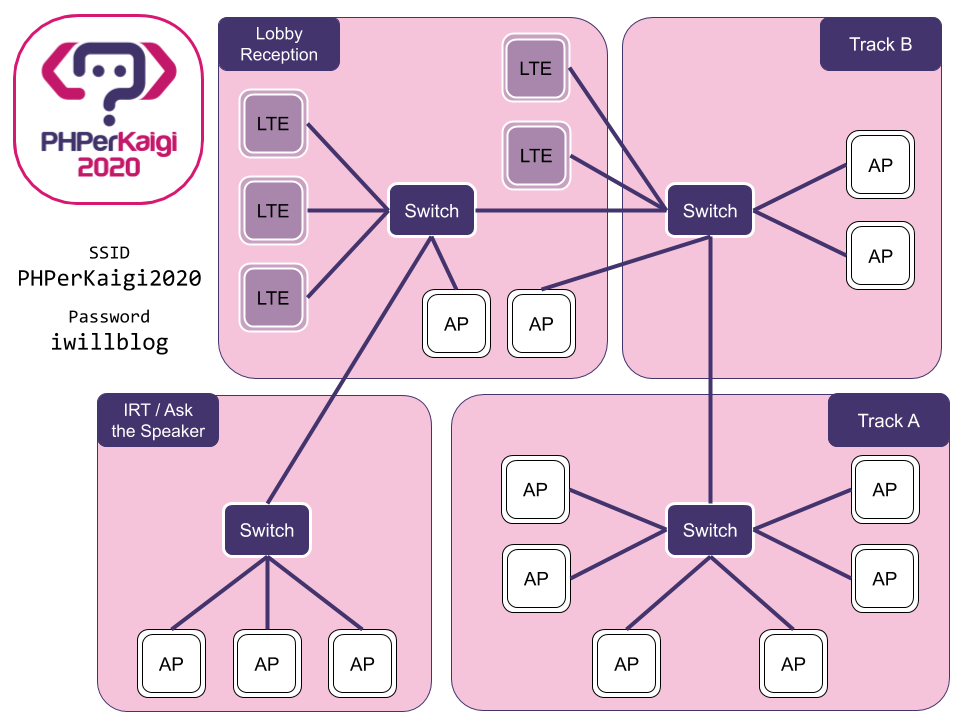 PHPerKaigi
2020
SSID
PHPerKaigi2020
Password
iwillblog
Lobby
Reception
LTE
LTE
LTE
LTE
LTE
Switch
AP
AP
Track B
Switch
AP
AP
IRT / Ask
the Speaker
Switch
AP
AP
AP
Track A
AP
AP
Switch
AP
AP
AP
AP